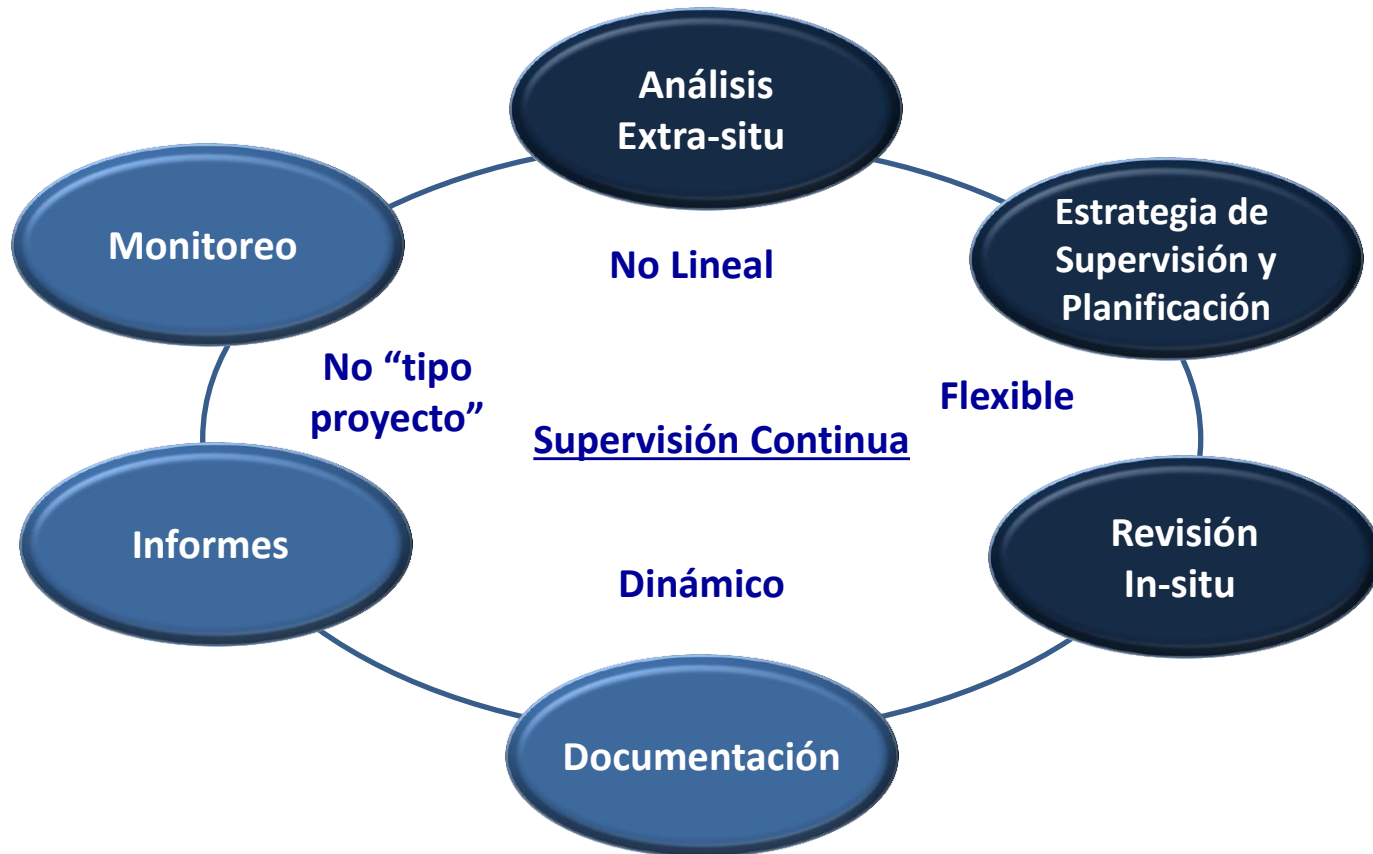 Análisis
Extra-situ
Estrategia de
Supervisión y
Planificación
Monitoreo
No Lineal
No “tipo
proyecto”
Flexible
Supervisión Continua
Revisión
In-situ
Informes
Dinámico
Documentación